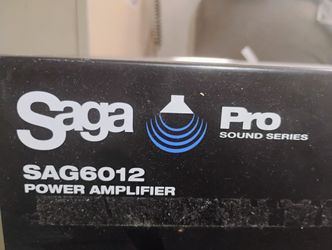 Saga Pro
SOUND SERIES
SAG6012
POWER AMPLIFIER